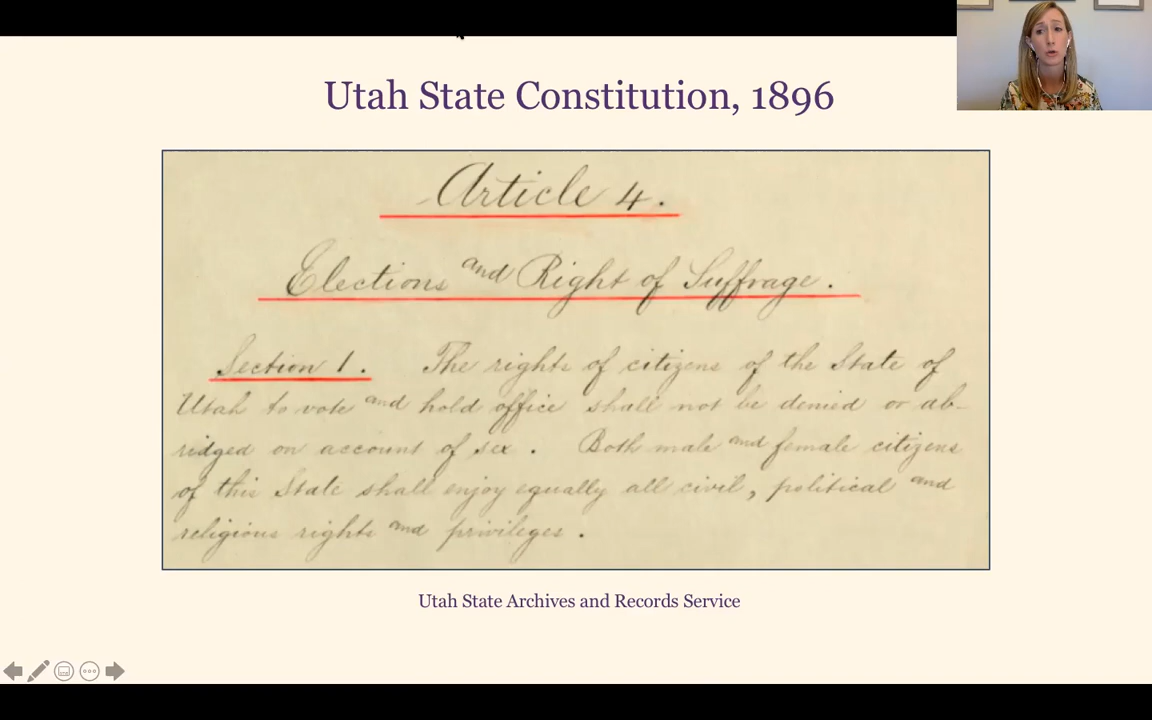 Utah State Constitution, 1896
Article 4.
Elections and Right of Suffrage.
Section 1. The rights of citizens of the State of
Utah to vote and hold office shall not be denied or ab-
ridged on account of sex. Both male and female citizens
of this State shall enjoy equally all civil, political and
religious rights and privileges.
Utah State Archives and Records Service